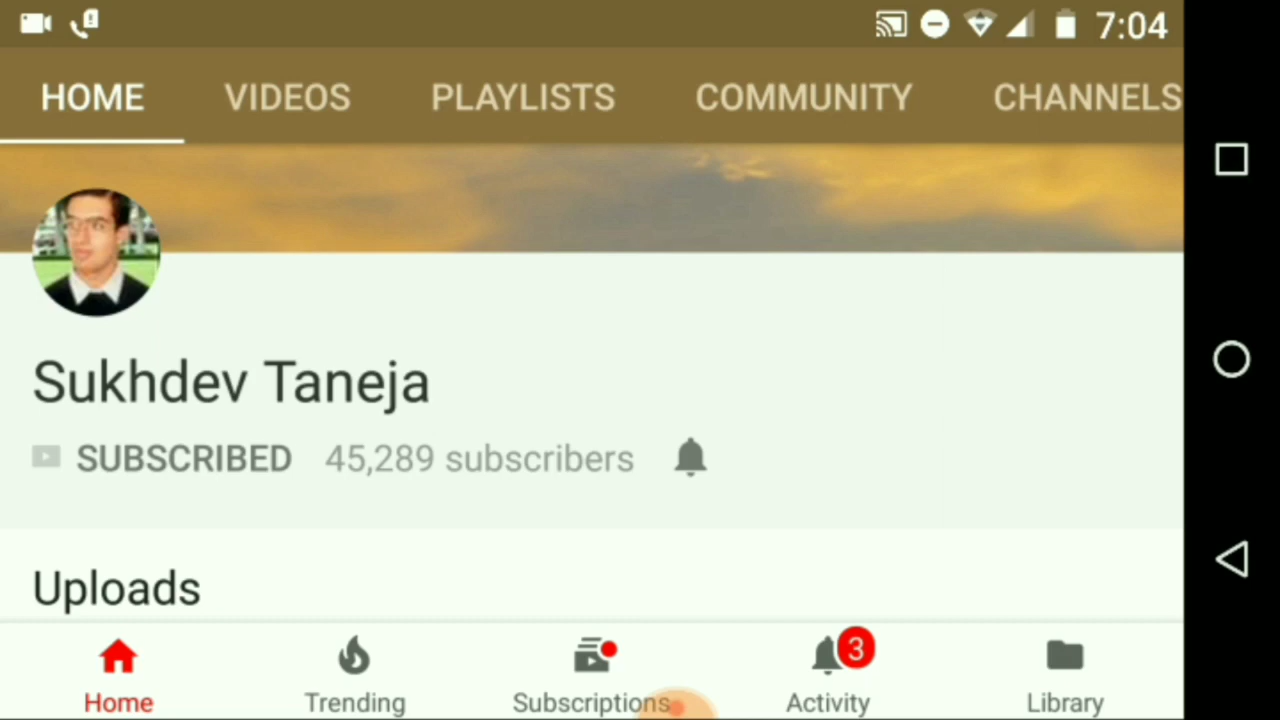 7:04
HOME VIDEOS PLAYLISTS COMMUNITY CHANNELS
Sukhdev Taneja
SUBSCRIBED 45,289 subscribers
Uploads
3
Home Trending Subscriptions Activity Library